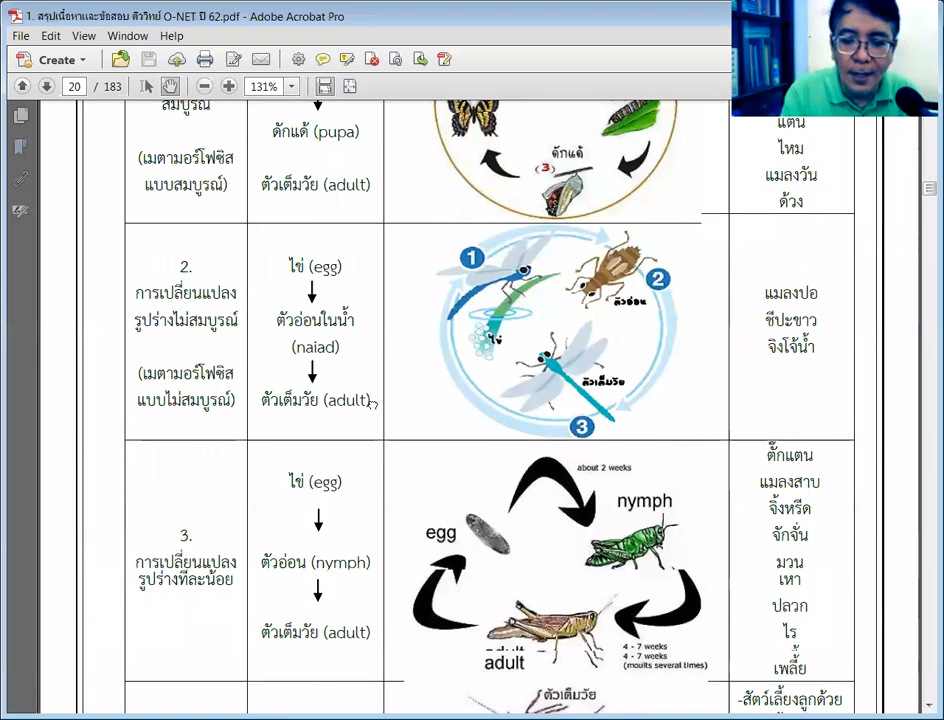 1. สรุปเนื้อหาและข้อสอบ ติววิทย์ O-NET ปี 62.pdf - Adobe Acrobat Pro
File Edit View Window Help
Create
20 / 183
131%
สมบูรณ์
(เมตามอร์โฟซิส
แบบสมบูรณ์)
ดักแด้ (pupa)
ตัวเต็มวัย (adult)
ดักแด้
(3)
แตน
ไหม
แมลงวัน
ด้วง
2.
การเปลี่ยนแปลง
รูปร่างไม่สมบูรณ์
(เมตามอร์โฟซิส
แบบไม่สมบูรณ์)
ไข่ (egg)
ตัวอ่อนในน้ำ
(naiad)
ตัวเต็มวัย (adult)
1
2
ตัวอ่อน
ไข่
ตัวเต็มวัย
3
แมลงปอ
ชีปะขาว
จิงโจ้น้ำ
3.
การเปลี่ยนแปลง
รูปร่างทีละน้อย
ไข่ (egg)
ตัวอ่อน (nymph)
ตัวเต็มวัย (adult)
about 2 weeks
nymph
egg
adult
4 - 7 weeks
4 - 7 weeks
(moults several times)
ตั๊กแตน
แมลงสาบ
จิ้งหรีด
จักจั่น
มวน
เหา
ปลวก
ไร
เพลี้ย
ตัวเต็มวัย
-สัตว์เลี้ยงลูกด้วย